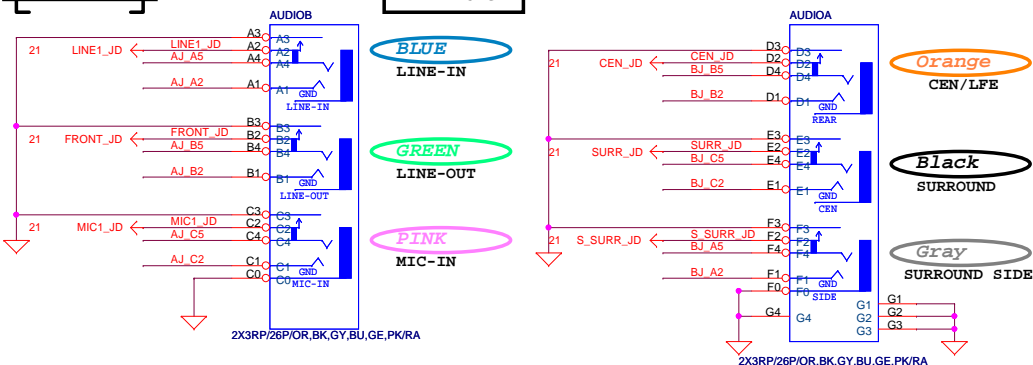 AUDIOB
A3 A3
21 LINE1_JD LINE1_JD A2 A2
AJ_A5 A4 A4
BLUE
LINE-IN
AJ_A2 A1 A1
GND
LINE-IN
B3 B3
21 FRONT_JD FRONT_JD B2 B2
AJ_B5 B4 B4
GREEN
LINE-OUT
AJ_B2 B1 B1
GND
LINE-OUT
C3 C3
21 MIC1_JD MIC1_JD C2 C2
AJ_C5 C4 C4
PINK
MIC-IN
AJ_C2 C1 C1
GND
C0 C0
MIC-IN
2X3RP/26P/OR,BK,GY,BU,GE,PK/RA
AUDIOA
D3 D3
21 CEN_JD CEN_JD D2 D2
BJ_B5 D4 D4
Orange
CEN/LFE
BJ_B2 D1 D1
GND
REAR
E3 E3
21 SURR_JD SURR_JD E2 E2
BJ_C5 E4 E4
Black
SURROUND
BJ_C2 E1 E1
GND
CEN
F3 F3
21 S_SURR_JD S_SURR_JD F2 F2
BJ_A5 F4 F4
Gray
SURROUND SIDE
BJ_A2 F1 F1
GND
F0 F0
SIDE
G1 G1
G4 G4 G2 G2
G3 G3
2X3RP/26P/OR,BK,GY,BU,GE,PK/RA